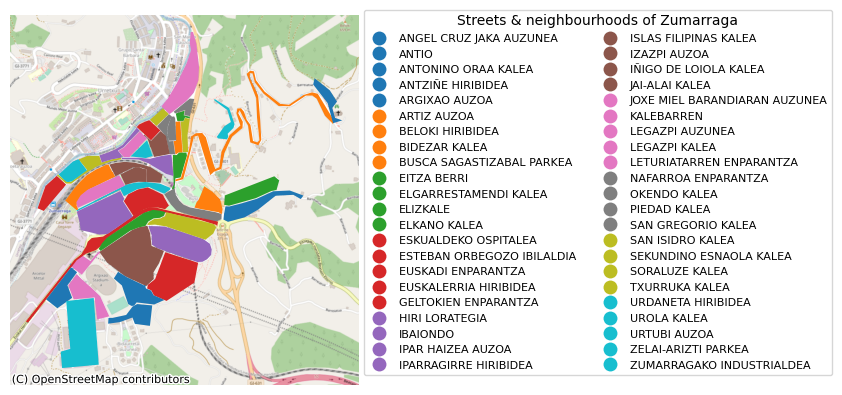 Streets & neighbourhoods of Zumarraga
ANGEL CRUZ JAKA AUZUNEA
ANTIO
ANTONINO ORAA KALEA
ANTZIÑE HIRIBIDEA
ARGIXAO AUZOA
ARTIZ AUZOA
BELOKI HIRIBIDEA
BIDEZAR KALEA
BUSCA SAGASTIZABAL PARKEA
EITZA BERRI
ELGARRESTAMENDI KALEA
ELIZKALE
ELKANO KALEA
ESKUALDEKO OSPITALEA
ESTEBAN ORBEGOZO IBILALDIA
EUSKADI ENPARANTZA
EUSKALERRIA HIRIBIDEA
GELTOKIEN ENPARANTZA
HIRI LORATEGIA
IBAIONDO
IPAR HAIZEA AUZOA
IPARRAGIRRE HIRIBIDEA
ISLAS FILIPINAS KALEA
IZAZPI AUZOA
IÑIGO DE LOIOLA KALEA
JAI-ALAI KALEA
JOXE MIEL BARANDIARAN AUZUNEA
KALEBARREN
LEGAZPI AUZUNEA
LEGAZPI KALEA
LETURIATARREN ENPARANTZA
NAFARROA ENPARANTZA
OKENDO KALEA
PIEDAD KALEA
SAN GREGORIO KALEA
SAN ISIDRO KALEA
SEKUNDINO ESNAOLA KALEA
SORALUZE KALEA
TXURRUKA KALEA
URDANETA HIRIBIDEA
UROLA KALEA
URTUBI AUZOA
ZELAI-ARIZTI PARKEA
ZUMARRAGAKO INDUSTRIALDEA
(C) OpenStreetMap contributors